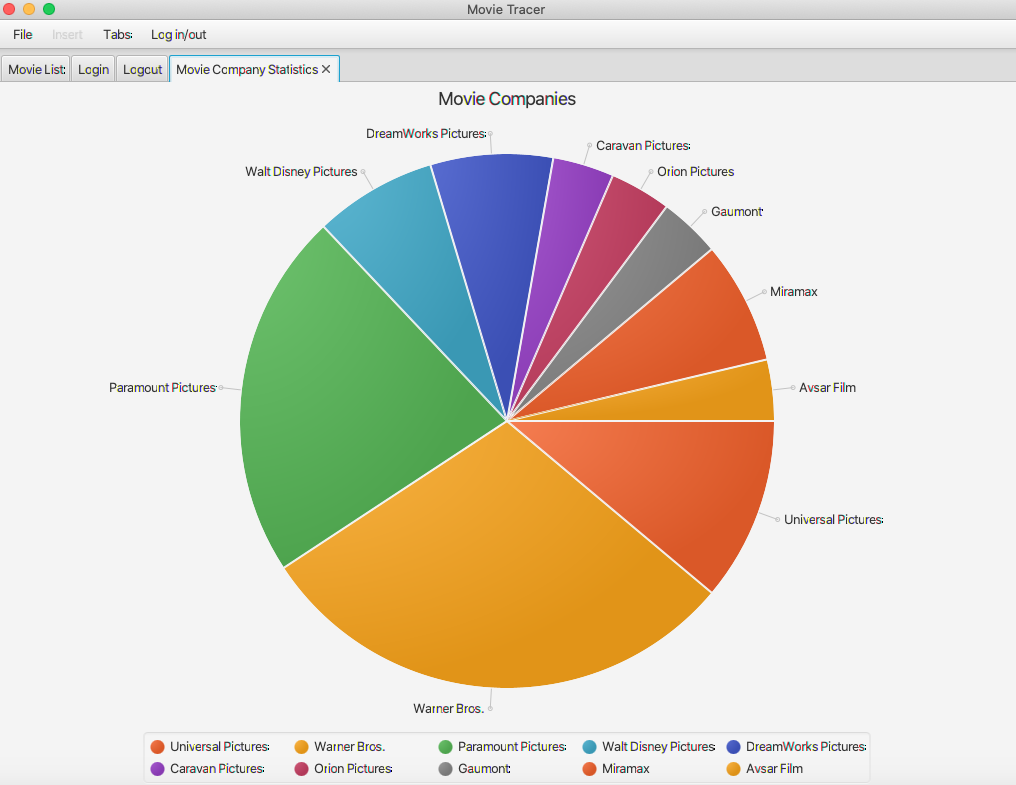 Movie Tracer
File Insert Tabs Log in/out
Movie List Login Logout Movie Company Statistics ✕
Movie Companies
DreamWorks Pictures
Caravan Pictures
Walt Disney Pictures
Orion Pictures
Gaumont
Miramax
Paramount Pictures
Avsar Film
Universal Pictures
Warner Bros.
Universal Pictures Warner Bros. Paramount Pictures Walt Disney Pictures DreamWorks Pictures
Caravan Pictures Orion Pictures Gaumont Miramax Avsar Film